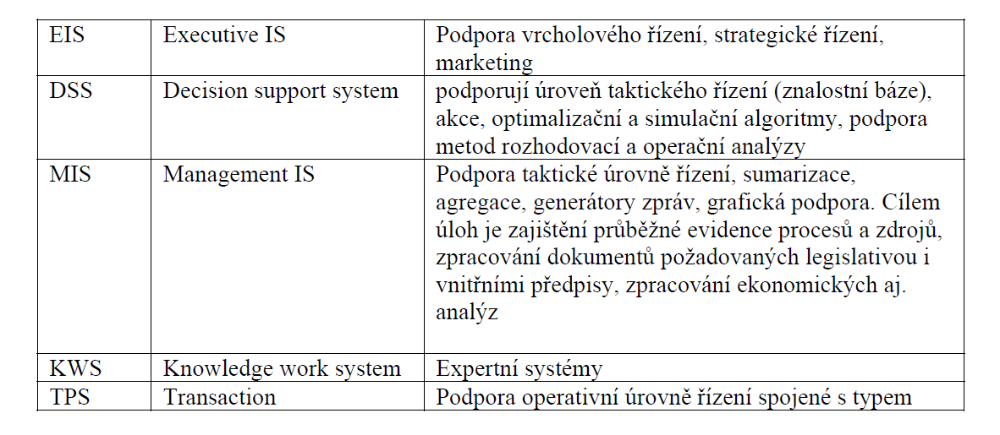 EIS Executive IS Podpora vrcholového řízení, strategické řízení,
marketing
DSS Decision support system podporují úroveň taktického řízení (znalostní báze),
akce, optimalizační a simulační algoritmy, podpora
metod rozhodovací a operační analýzy
MIS Management IS Podpora taktické úrovně řízení, sumarizace,
agregace, generátory zpráv, grafická podpora. Cílem
úloh je zajištění průběžné evidence procesů a zdrojů,
zpracování dokumentů požadovaných legislativou i
vnitřními předpisy, zpracování ekonomických aj.
analýz
KWS Knowledge work system Expertní systémy
TPS Transaction Podpora operativní úrovně řízení spojené s typem